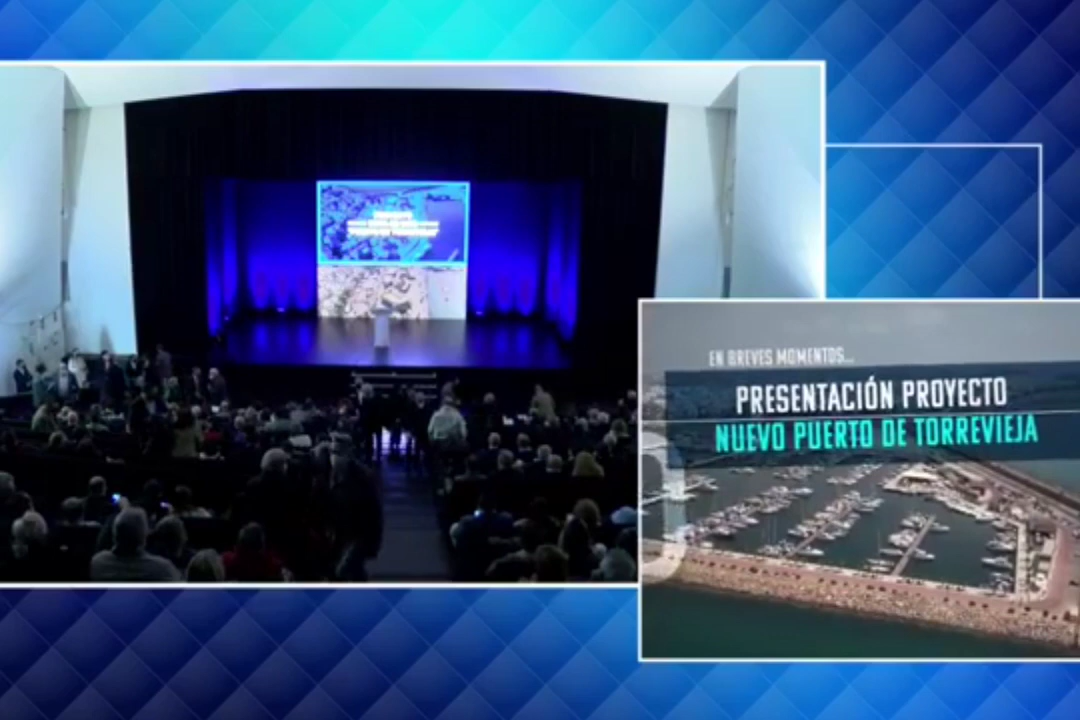 EN BREVES MOMENTOS...
PRESENTACIÓN PROYECTO
NUEVO PUERTO DE TORREVIEJA